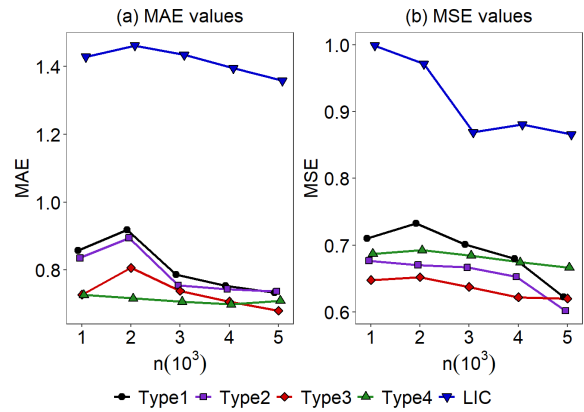 (a) MAE values
(b) MSE values
MAE
1.4
1.2
1.0
0.8
1 2 3 4 5
n(10³)
MSE
1.0
0.9
0.8
0.7
0.6
1 2 3 4 5
n(10³)
Type1 Type2 Type3 Type4 LIC